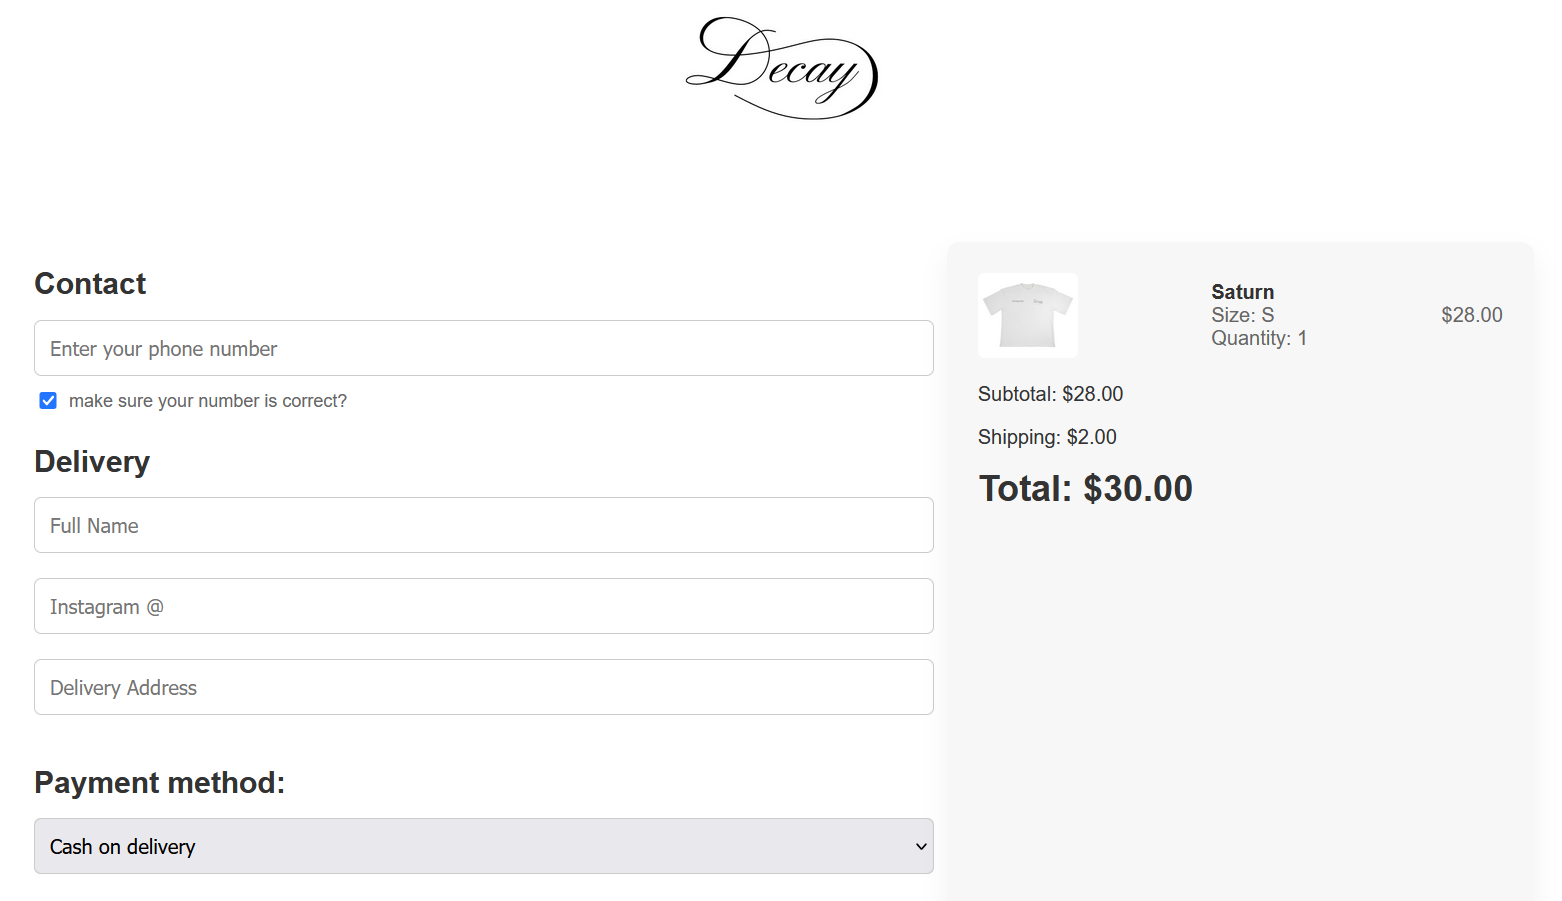 Decay
Contact
Enter your phone number
make sure your number is correct?
Delivery
Full Name
Instagram @
Delivery Address
Payment method:
Cash on delivery
Saturn
Size: S
Quantity: 1
$28.00
Subtotal: $28.00
Shipping: $2.00
Total: $30.00